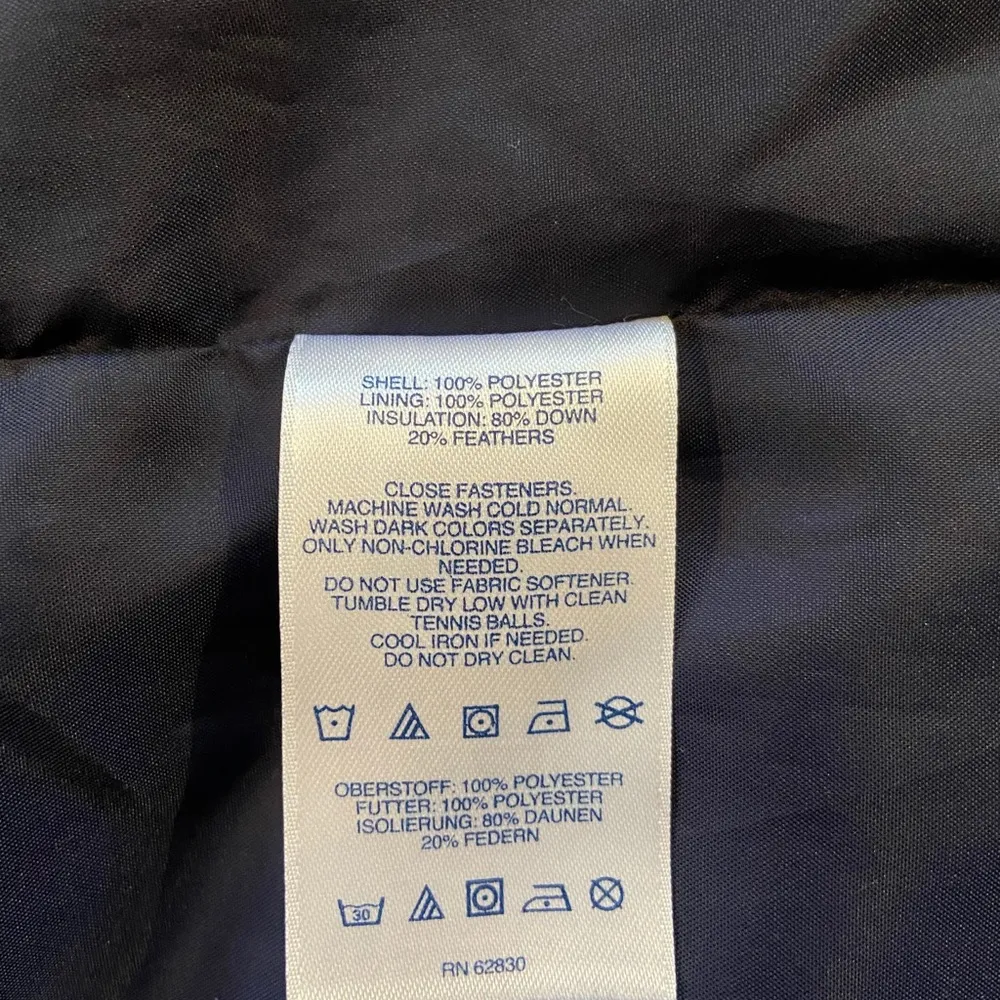 SHELL: 100% POLYESTER
LINING: 100% POLYESTER
INSULATION: 80% DOWN
20% FEATHERS
CLOSE FASTENERS.
MACHINE WASH COLD NORMAL.
WASH DARK COLORS SEPARATELY.
ONLY NON-CHLORINE BLEACH WHEN
NEEDED.
DO NOT USE FABRIC SOFTENER.
TUMBLE DRY LOW WITH CLEAN
TENNIS BALLS.
COOL IRON IF NEEDED.
DO NOT DRY CLEAN.
OBERSTOFF: 100% POLYESTER
FUTTER: 100% POLYESTER
ISOLIERUNG: 80% DAUNEN
20% FEDERN
30
RN 62830